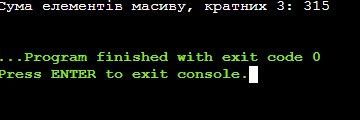 Сума елементів масиву, кратних 3: 315
...Program finished with exit code 0
Press ENTER to exit console.